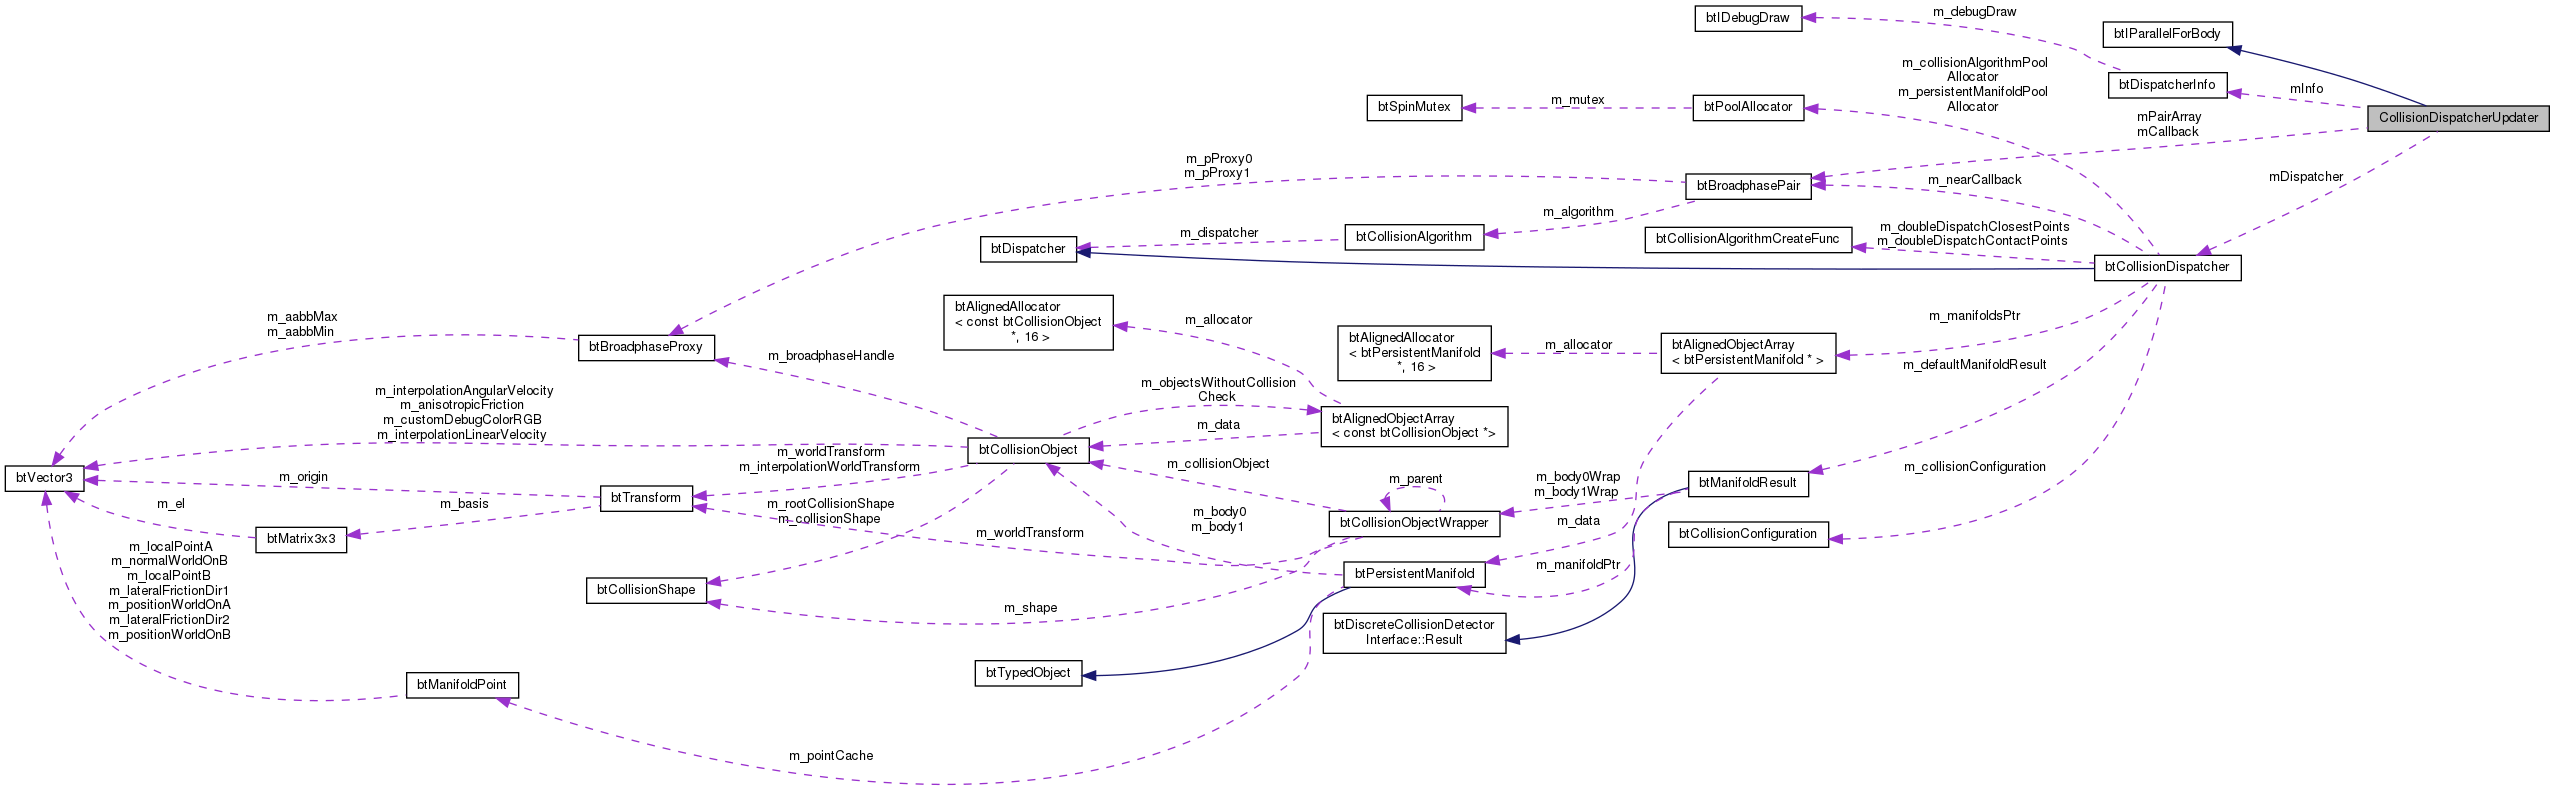 btIDebugDraw
m_debugDraw
btIParallelForBody
m_collisionAlgorithmPool
Allocator
m_persistentManifoldPool
Allocator
btDispatcherInfo
mInfo
btSpinMutex
m_mutex
btPoolAllocator
CollisionDispatcherUpdater
mPairArray
mCallback
m_pProxy0
m_pProxy1
btBroadphasePair
m_nearCallback
mDispatcher
m_algorithm
m_dispatcher
btDispatcher
btCollisionAlgorithm
btCollisionAlgorithmCreateFunc
m_doubleDispatchClosestPoints
m_doubleDispatchContactPoints
btCollisionDispatcher
btAlignedAllocator
< const btCollisionObject
*, 16 >
m_allocator
btAlignedAllocator
< btPersistentManifold
*, 16 >
m_allocator
btAlignedObjectArray
< btPersistentManifold * >
m_manifoldsPtr
m_aabbMax
m_aabbMin
btBroadphaseProxy
m_broadphaseHandle
m_defaultManifoldResult
m_interpolationAngularVelocity
m_anisotropicFriction
m_customDebugColorRGB
m_interpolationLinearVelocity
m_objectsWithoutCollision
Check
btAlignedObjectArray
< const btCollisionObject *>
m_data
btCollisionObject
m_worldTransform
m_interpolationWorldTransform
m_collisionObject
m_collisionConfiguration
btVector3
m_origin
btTransform
m_parent
m_body0Wrap
m_body1Wrap
btManifoldResult
m_el
m_basis
m_rootCollisionShape
m_collisionShape
m_body0
m_body1
btCollisionObjectWrapper
m_data
btMatrix3x3
m_worldTransform
btCollisionConfiguration
m_localPointA
m_normalWorldOnB
m_localPointB
m_lateralFrictionDir1
m_positionWorldOnA
m_lateralFrictionDir2
m_positionWorldOnB
btCollisionShape
m_shape
btPersistentManifold
m_manifoldPtr
btDiscreteCollisionDetector
Interface::Result
btTypedObject
btManifoldPoint
m_pointCache